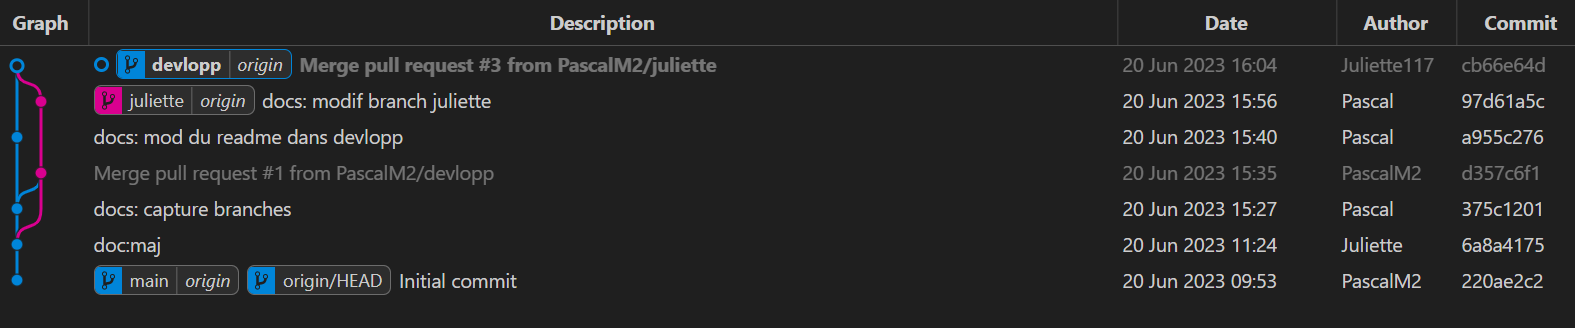 Graph Description Date Author Commit
devlopp origin Merge pull request #3 from PascalM2/juliette 20 Jun 2023 16:04 Juliette117 cb66e64d
juliette origin docs: modif branch juliette 20 Jun 2023 15:56 Pascal 97d61a5c
docs: mod du readme dans devlopp 20 Jun 2023 15:40 Pascal a955c276
Merge pull request #1 from PascalM2/devlopp 20 Jun 2023 15:35 PascalM2 d357c6f1
docs: capture branches 20 Jun 2023 15:27 Pascal 375c1201
doc:maj 20 Jun 2023 11:24 Juliette 6a8a4175
main origin origin/HEAD Initial commit 20 Jun 2023 09:53 PascalM2 220ae2c2